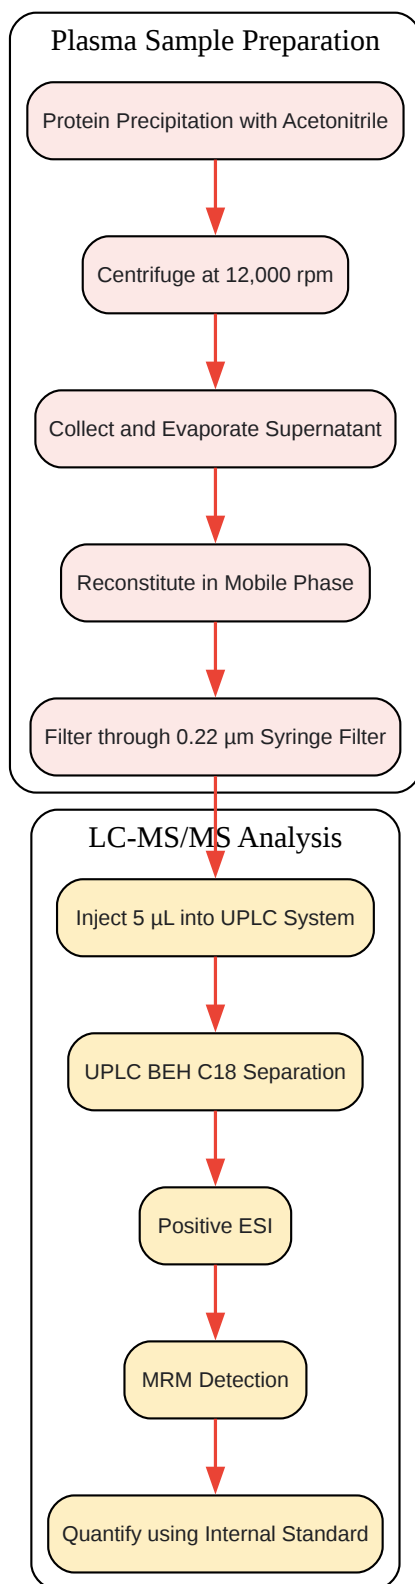 Plasma Sample Preparation
Protein Precipitation with Acetonitrile
Centrifuge at 12,000 rpm
Collect and Evaporate Supernatant
Reconstitute in Mobile Phase
Filter through 0.22 µm Syringe Filter
LC-MS/MS Analysis
Inject 5 µL into UPLC System
UPLC BEH C18 Separation
Positive ESI
MRM Detection
Quantify using Internal Standard